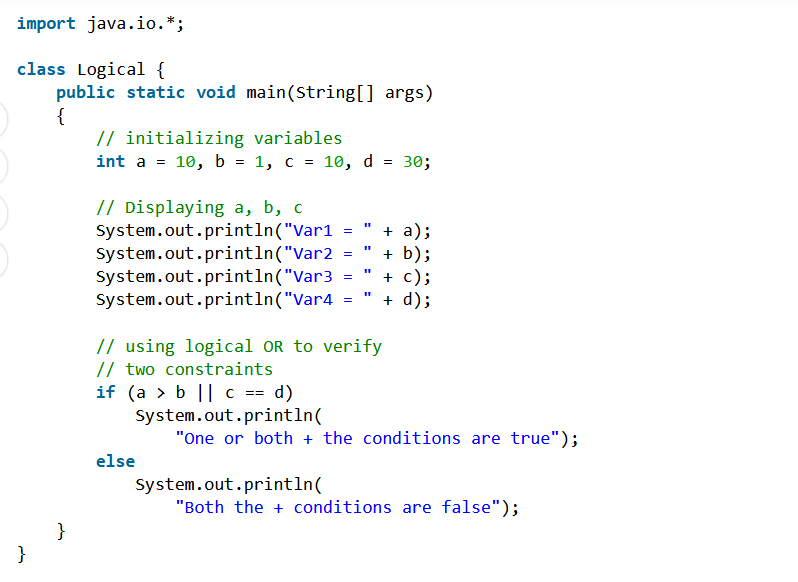 import java.io.*;
class Logical {
public static void main(String[] args)
{
// initializing variables
int a = 10, b = 1, c = 10, d = 30;
// Displaying a, b, c
System.out.println("Var1 = " + a);
System.out.println("Var2 = " + b);
System.out.println("Var3 = " + c);
System.out.println("Var4 = " + d);
// using logical OR to verify
// two constraints
if (a > b || c == d)
System.out.println(
"One or both + the conditions are true");
else
System.out.println(
"Both the + conditions are false");
}
}